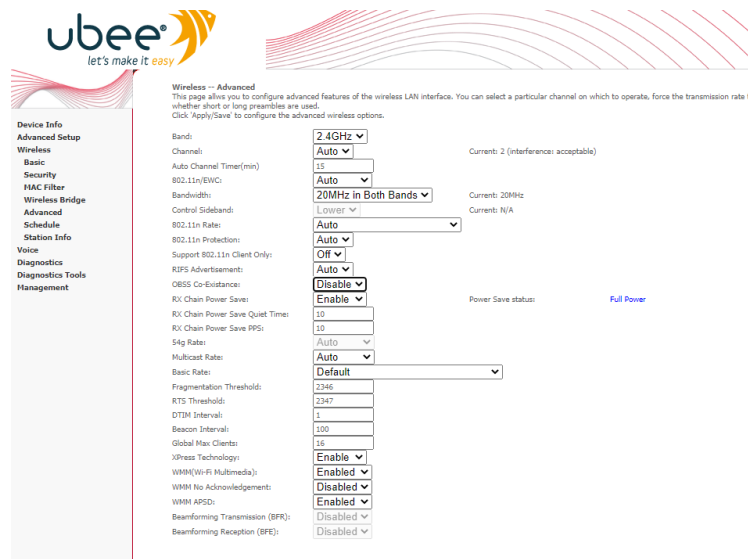 ubee®
let's make it easy
Wireless -- Advanced
This page allows you to configure advanced features of the wireless LAN interface. You can select a particular channel on which to operate, force the transmission rate
whether short or long preambles are used.
Click 'Apply/Save' to configure the advanced wireless options.
Device Info
Advanced Setup
Wireless
Basic
Security
MAC Filter
Wireless Bridge
Advanced
Schedule
Station Info
Voice
Diagnostics
Diagnostics Tools
Management
Band: 2.4GHz
Channel: Auto Current: 2 (interference: acceptable)
Auto Channel Timer(min) 15
802.11n/EWC: Auto
Bandwidth: 20MHz in Both Bands Current: 20MHz
Control Sideband: Lower Current: N/A
802.11n Rate: Auto
802.11n Protection: Auto
Support 802.11n Client Only: Off
RIFS Advertisement: Auto
OBSS Co-Existance: Disable
RX Chain Power Save: Enable Power Save status: Full Power
RX Chain Power Save Quiet Time: 10
RX Chain Power Save PPS: 10
54g Rate: Auto
Multicast Rate: Auto
Basic Rate: Default
Fragmentation Threshold: 2346
RTS Threshold: 2347
DTIM Interval: 1
Beacon Interval: 100
Global Max Clients: 16
XPress Technology: Enable
WMM(Wi-Fi Multimedia): Enabled
WMM No Acknowledgement: Disabled
WMM APSD: Enabled
Beamforming Transmission (BFR): Disabled
Beamforming Reception (BFE): Disabled